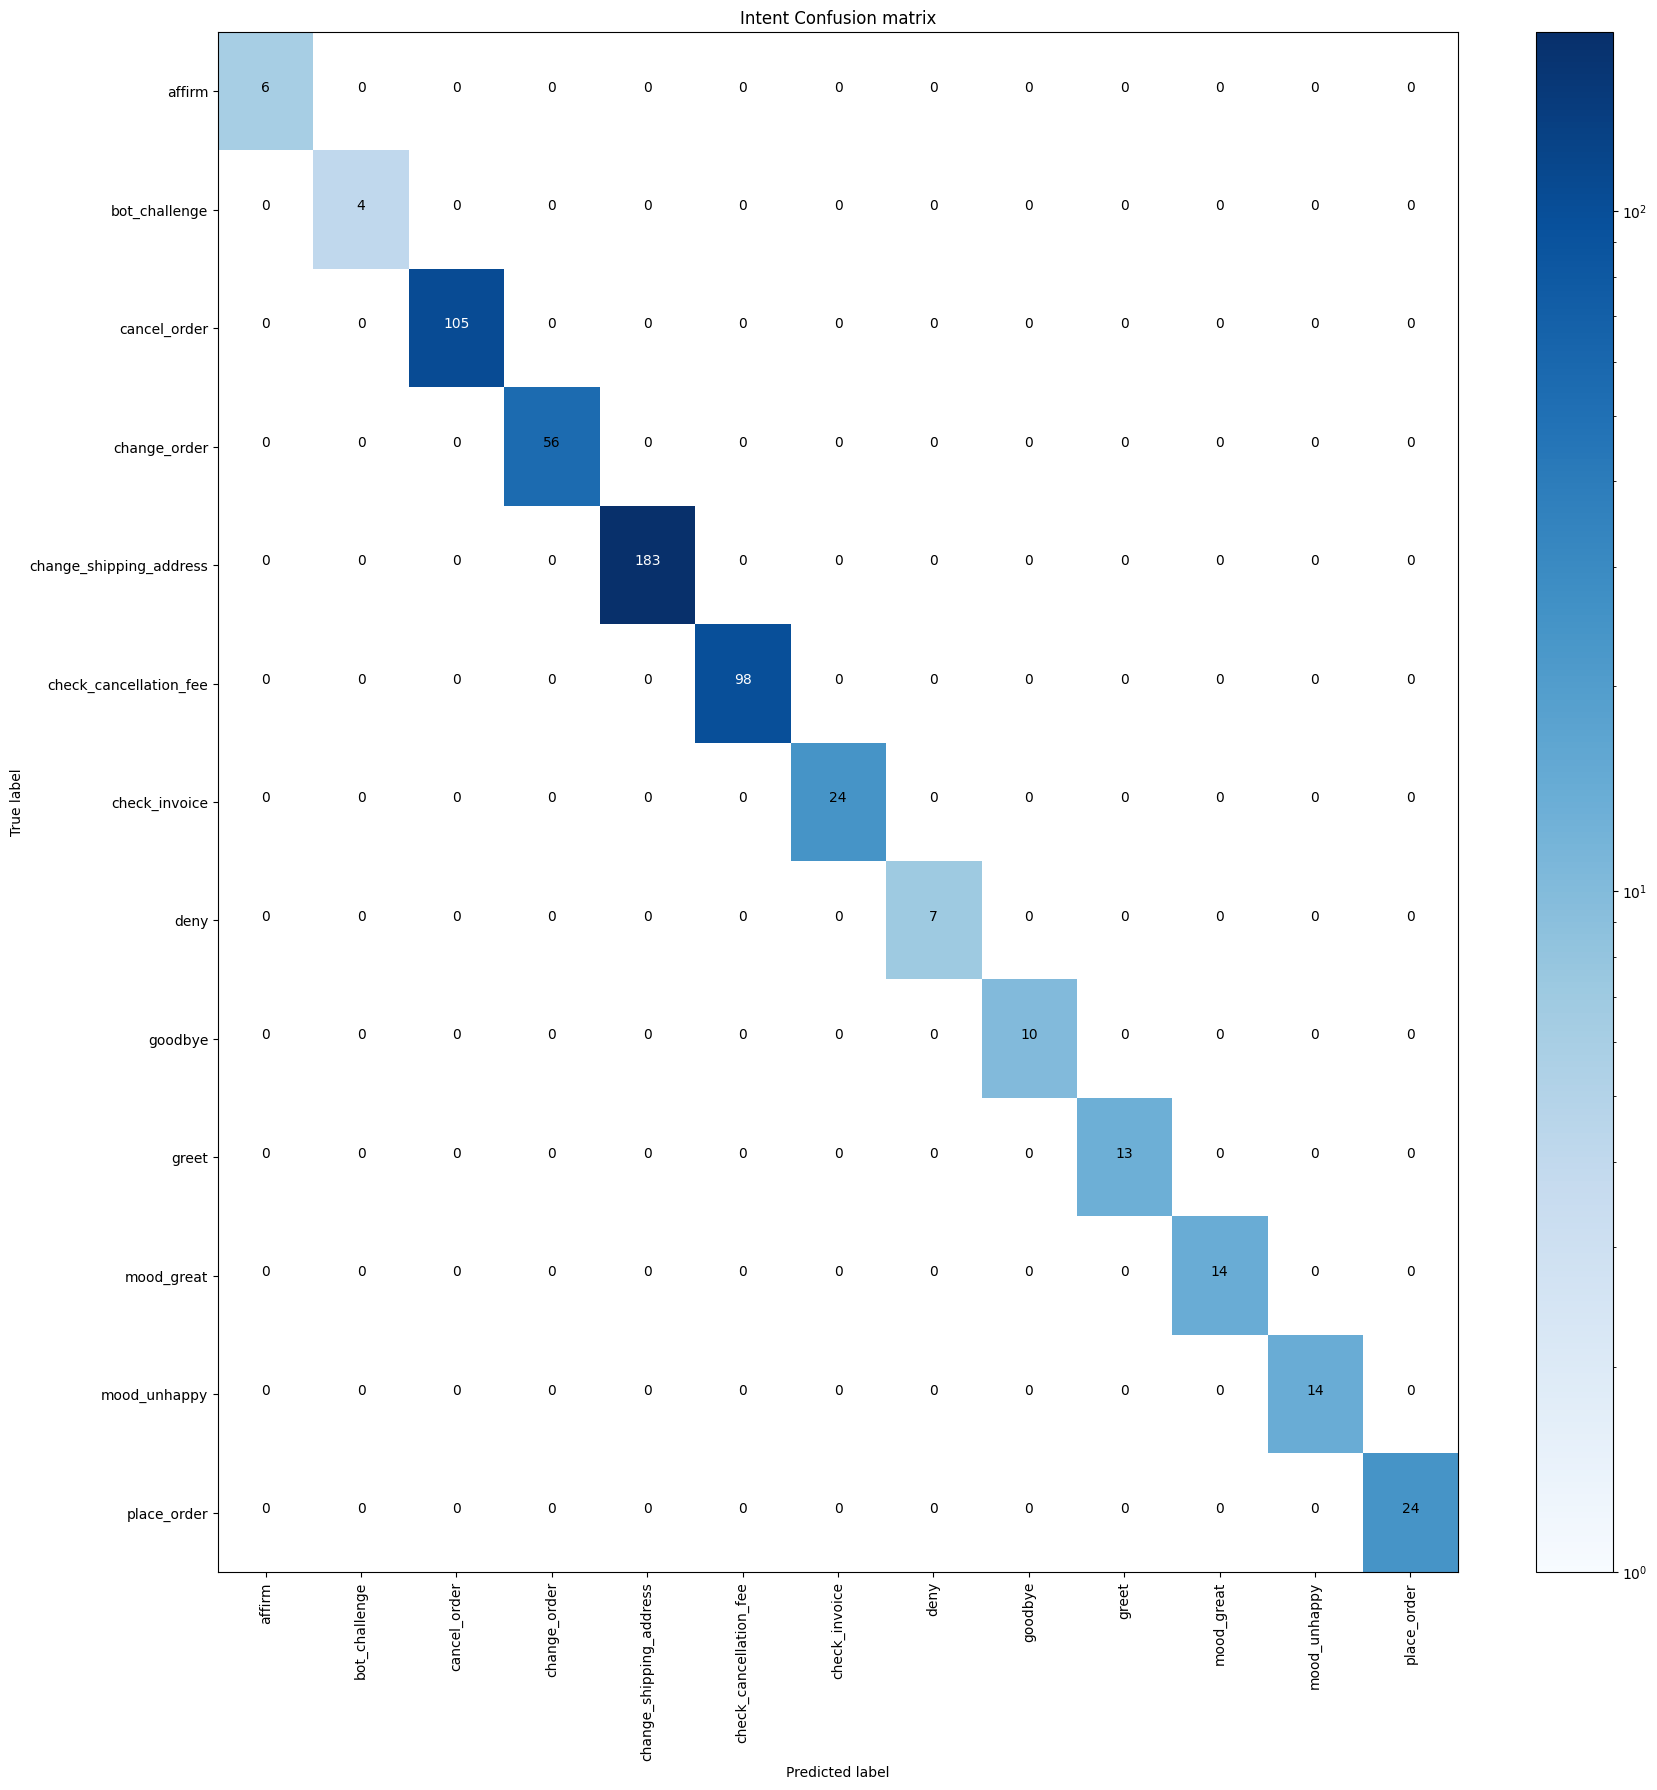 Intent Confusion matrix
affirm 6 0 0 0 0 0 0 0 0 0 0 0 0
bot_challenge 0 4 0 0 0 0 0 0 0 0 0 0 0
cancel_order 0 0 105 0 0 0 0 0 0 0 0 0 0
change_order 0 0 0 56 0 0 0 0 0 0 0 0 0
change_shipping_address 0 0 0 0 183 0 0 0 0 0 0 0 0
check_cancellation_fee 0 0 0 0 0 98 0 0 0 0 0 0 0
check_invoice 0 0 0 0 0 0 24 0 0 0 0 0 0
deny 0 0 0 0 0 0 0 7 0 0 0 0 0
goodbye 0 0 0 0 0 0 0 0 10 0 0 0 0
greet 0 0 0 0 0 0 0 0 0 13 0 0 0
mood_great 0 0 0 0 0 0 0 0 0 0 14 0 0
mood_unhappy 0 0 0 0 0 0 0 0 0 0 0 14 0
place_order 0 0 0 0 0 0 0 0 0 0 0 0 24
True label
affirm
bot_challenge
cancel_order
change_order
change_shipping_address
check_cancellation_fee
check_invoice
deny
goodbye
greet
mood_great
mood_unhappy
place_order
Predicted label
10²
10¹
10⁰